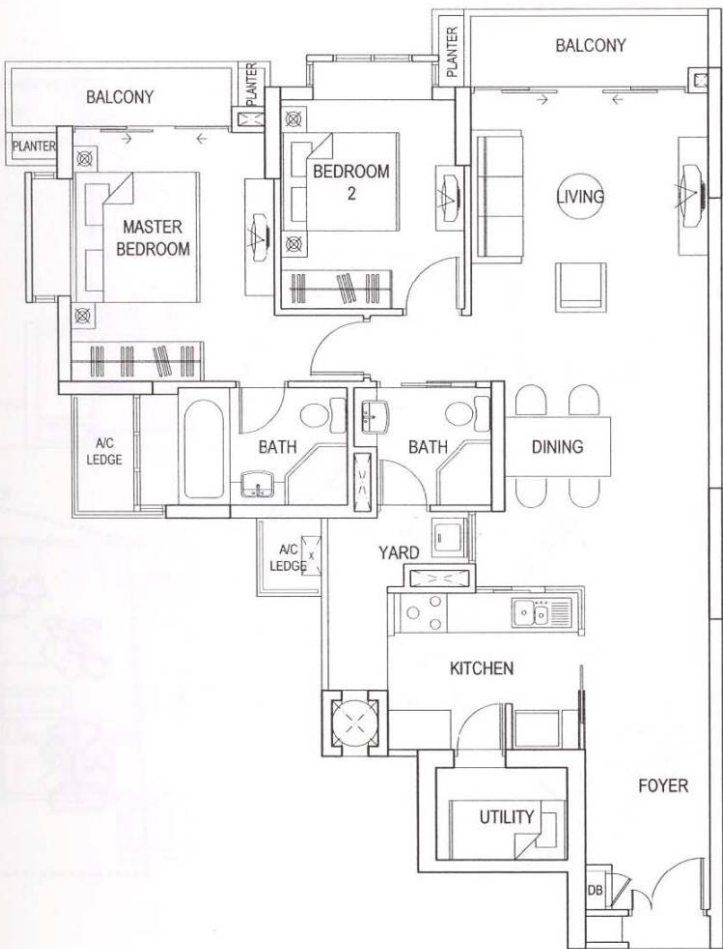 BALCONY
PLANTER
BALCONY
PLANTER
PLANTER
BEDROOM
2
LIVING
MASTER
BEDROOM
A/C
LEDGE
BATH
BATH
DINING
A/C
LEDGE
YARD
KITCHEN
FOYER
UTILITY
DB